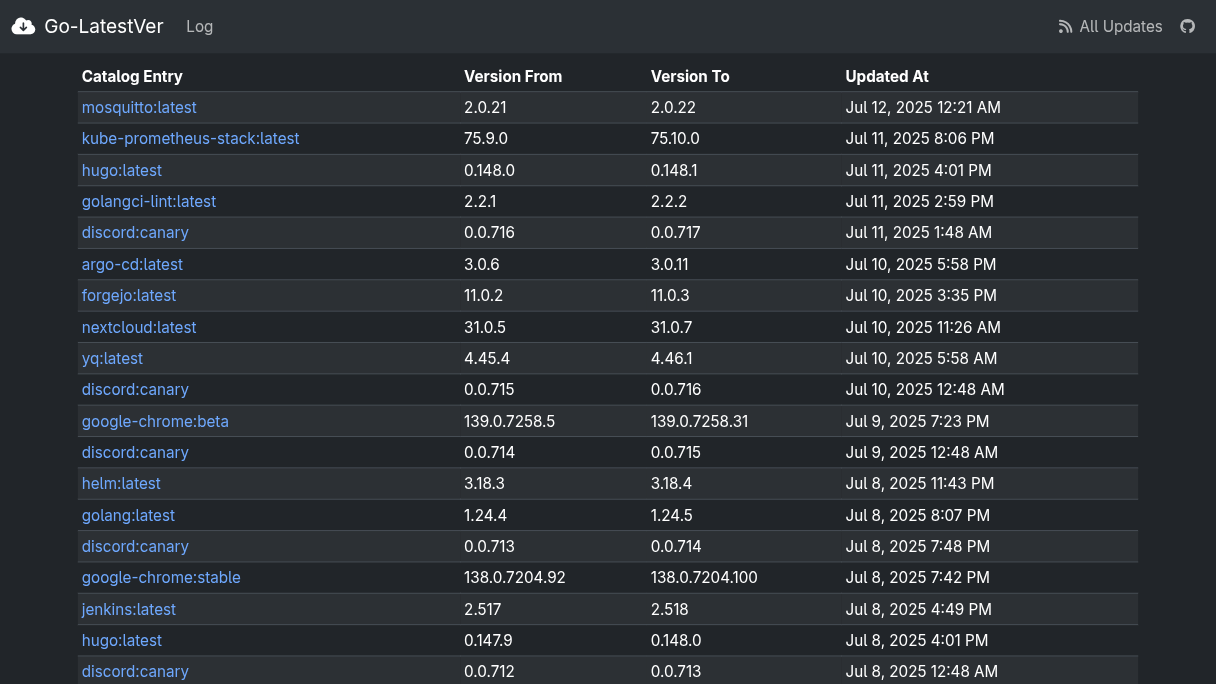 Go-LatestVer Log All Updates
Catalog Entry Version From Version To Updated At
mosquitto:latest 2.0.21 2.0.22 Jul 12, 2025 12:21 AM
kube-prometheus-stack:latest 75.9.0 75.10.0 Jul 11, 2025 8:06 PM
hugo:latest 0.148.0 0.148.1 Jul 11, 2025 4:01 PM
golangci-lint:latest 2.2.1 2.2.2 Jul 11, 2025 2:59 PM
discord:canary 0.0.716 0.0.717 Jul 11, 2025 1:48 AM
argo-cd:latest 3.0.6 3.0.11 Jul 10, 2025 5:58 PM
forgejo:latest 11.0.2 11.0.3 Jul 10, 2025 3:35 PM
nextcloud:latest 31.0.5 31.0.7 Jul 10, 2025 11:26 AM
yq:latest 4.45.4 4.46.1 Jul 10, 2025 5:58 AM
discord:canary 0.0.715 0.0.716 Jul 10, 2025 12:48 AM
google-chrome:beta 139.0.7258.5 139.0.7258.31 Jul 9, 2025 7:23 PM
discord:canary 0.0.714 0.0.715 Jul 9, 2025 12:48 AM
helm:latest 3.18.3 3.18.4 Jul 8, 2025 11:43 PM
golang:latest 1.24.4 1.24.5 Jul 8, 2025 8:07 PM
discord:canary 0.0.713 0.0.714 Jul 8, 2025 7:48 PM
google-chrome:stable 138.0.7204.92 138.0.7204.100 Jul 8, 2025 7:42 PM
jenkins:latest 2.517 2.518 Jul 8, 2025 4:49 PM
hugo:latest 0.147.9 0.148.0 Jul 8, 2025 4:01 PM
discord:canary 0.0.712 0.0.713 Jul 8, 2025 12:48 AM